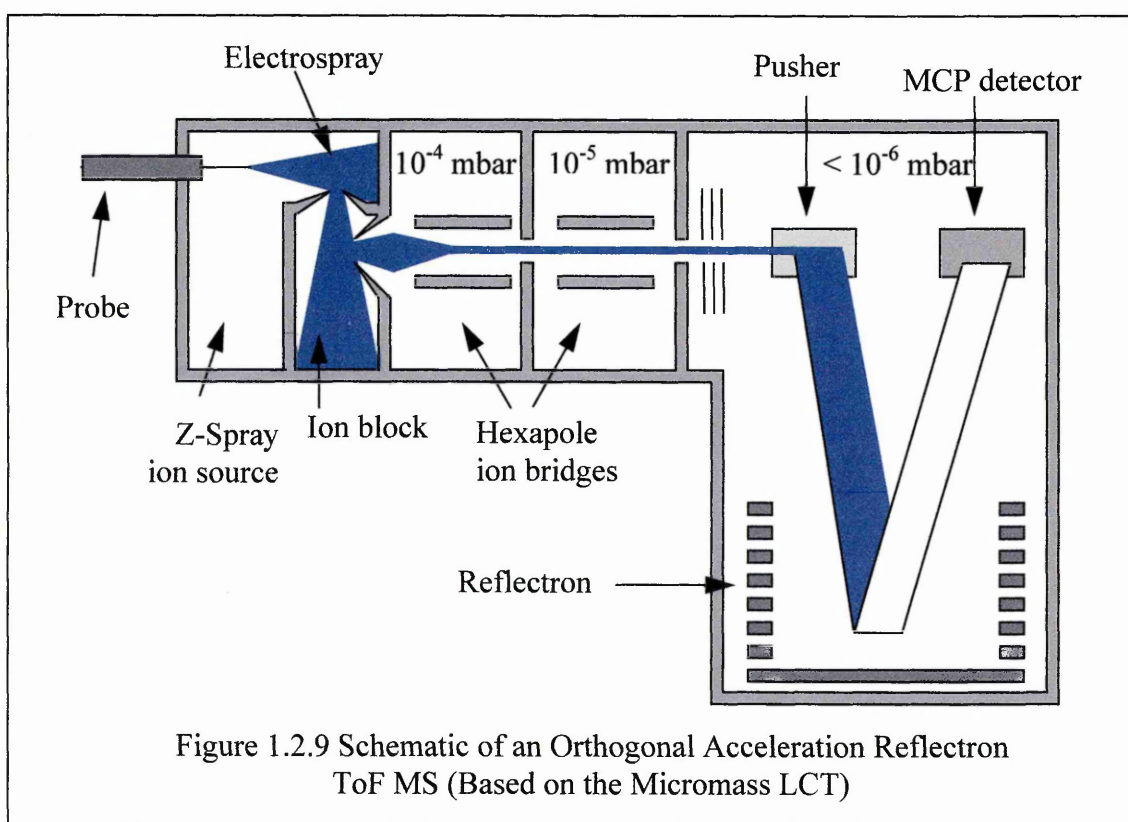 Electrospray
Pusher
MCP detector
10⁻⁴ mbar
10⁻⁵ mbar
< 10⁻⁶ mbar
Probe
Z-Spray
ion source
Ion block
Hexapole
ion bridges
Reflectron
Figure 1.2.9 Schematic of an Orthogonal Acceleration Reflectron
ToF MS (Based on the Micromass LCT)